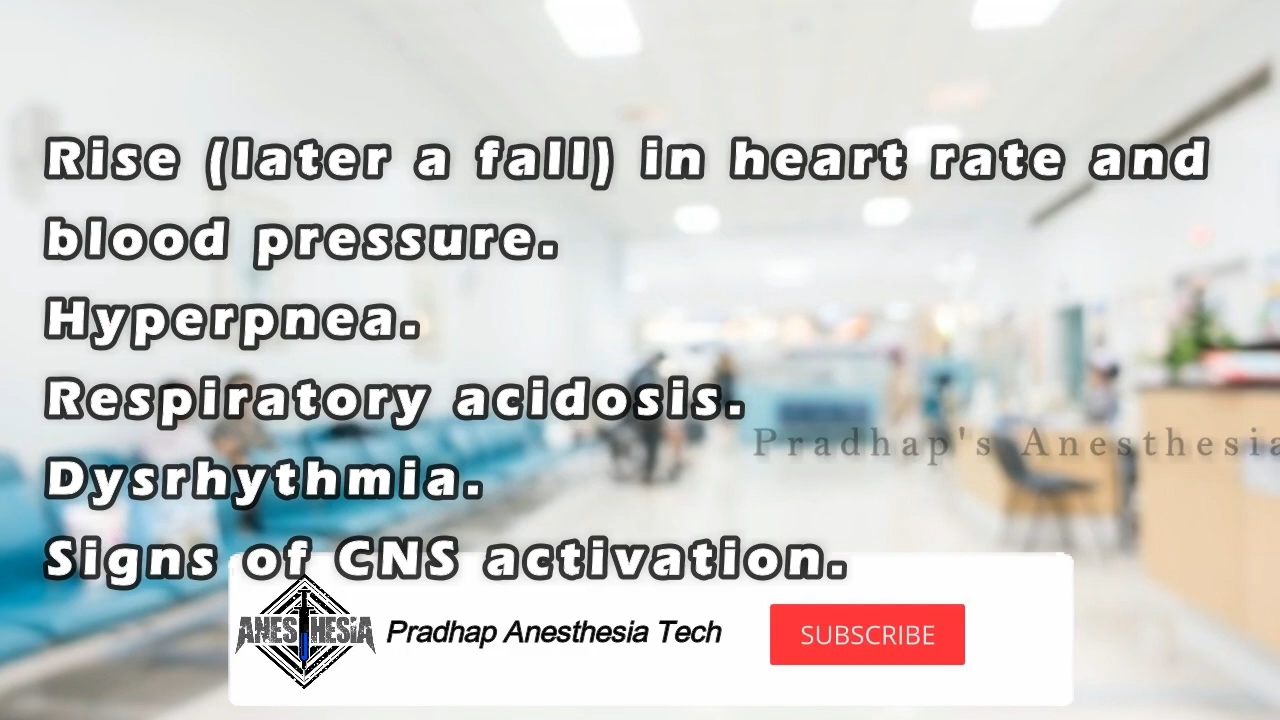 Rise (later a fall) in heart rate and
blood pressure.
Hyperpnea.
Respiratory acidosis.
Pradhap's Anesthesia
Dysrhythmia.
Signs of CNS activation.
ANESTHESiA
Pradhap Anesthesia Tech
SUBSCRIBE